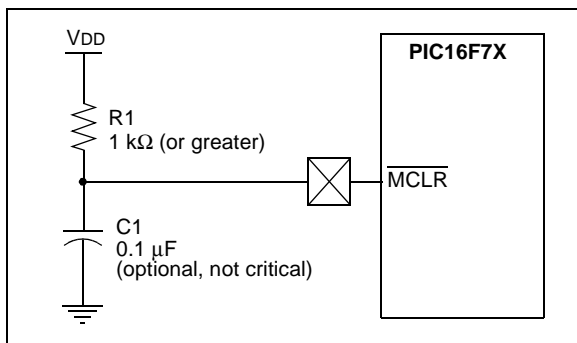 VDD
PIC16F7X
R1
1 kΩ (or greater)
MCLR
C1
0.1 μF
(optional, not critical)